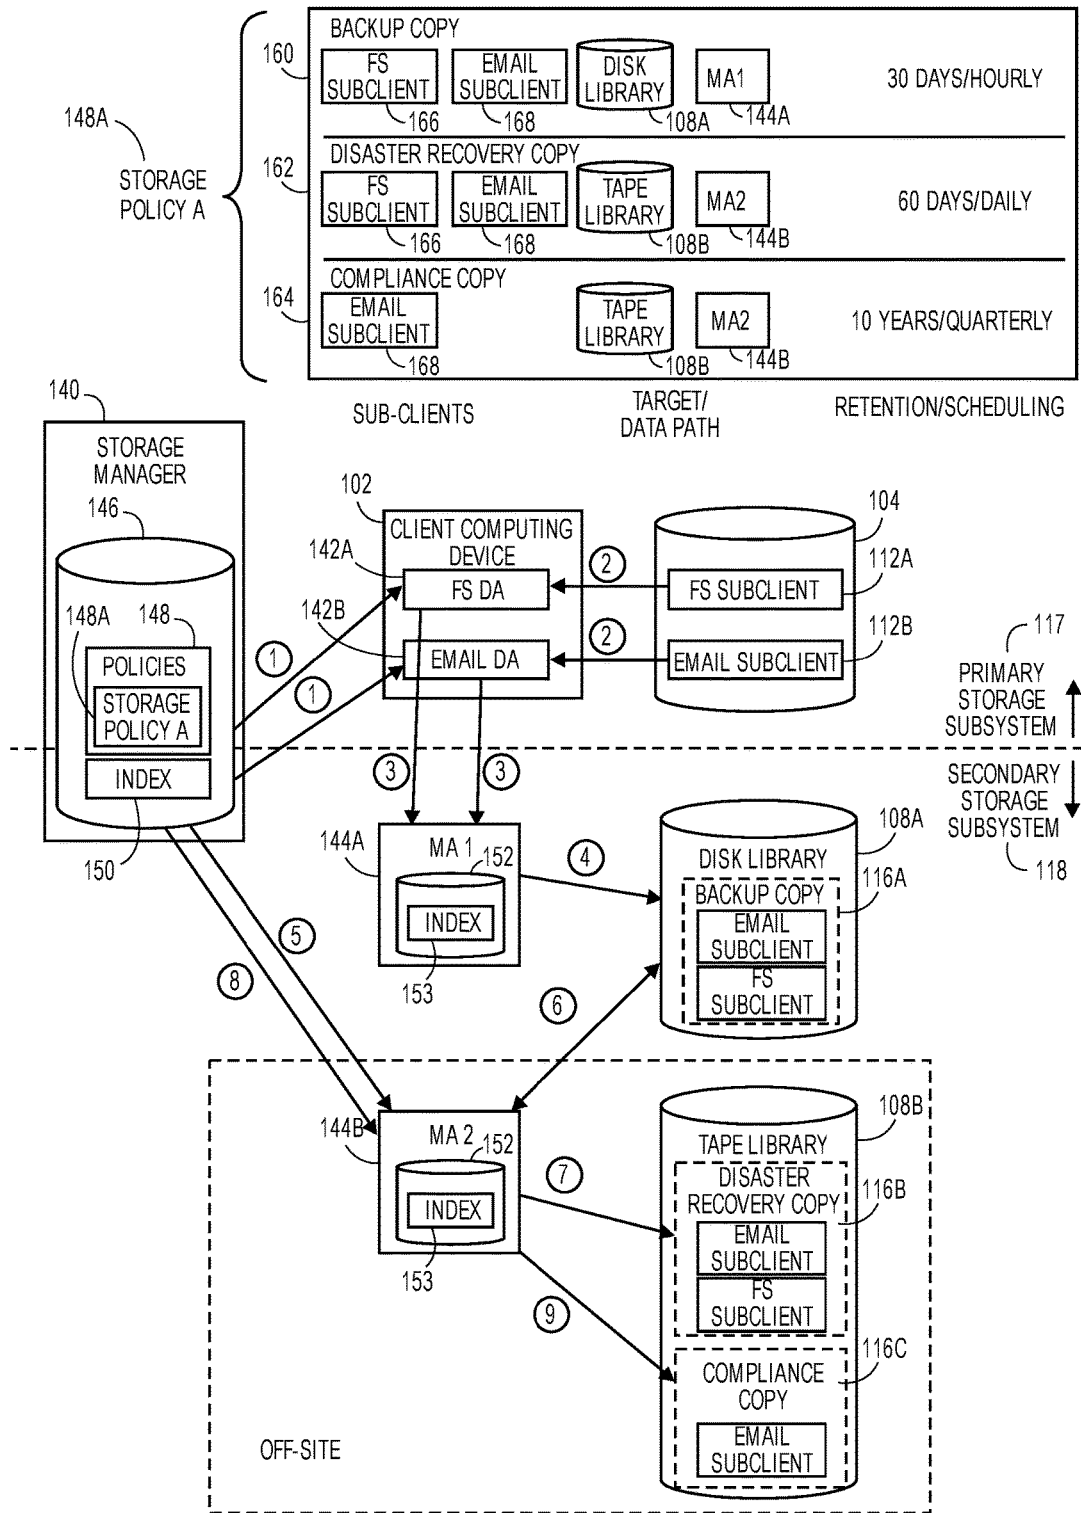 BACKUP COPY
160
FS
SUBCLIENT
166
EMAIL
SUBCLIENT
168
DISK
LIBRARY
108A
MA1
144A
30 DAYS/HOURLY
148A
STORAGE
POLICY A
DISASTER RECOVERY COPY
162
FS
SUBCLIENT
166
EMAIL
SUBCLIENT
168
TAPE
LIBRARY
108B
MA2
144B
60 DAYS/DAILY
COMPLIANCE COPY
164
EMAIL
SUBCLIENT
168
TAPE
LIBRARY
108B
MA2
144B
10 YEARS/QUARTERLY
SUB-CLIENTS
TARGET/
DATA PATH
RETENTION/SCHEDULING
140
STORAGE
MANAGER
146
148A
148
POLICIES
STORAGE
POLICY A
INDEX
150
1
1
102
CLIENT COMPUTING
DEVICE
142A
FS DA
142B
EMAIL DA
2
2
104
FS SUBCLIENT
112A
EMAIL SUBCLIENT
112B
117
PRIMARY
STORAGE
SUBSYSTEM
SECONDARY
STORAGE
SUBSYSTEM
118
3
3
144A
MA 1
152
INDEX
153
4
108A
DISK LIBRARY
116A
BACKUP COPY
EMAIL
SUBCLIENT
FS
SUBCLIENT
5
8
6
144B
MA 2
152
INDEX
153
7
9
108B
TAPE LIBRARY
DISASTER
RECOVERY COPY
116B
EMAIL
SUBCLIENT
FS
SUBCLIENT
116C
COMPLIANCE
COPY
EMAIL
SUBCLIENT
OFF-SITE